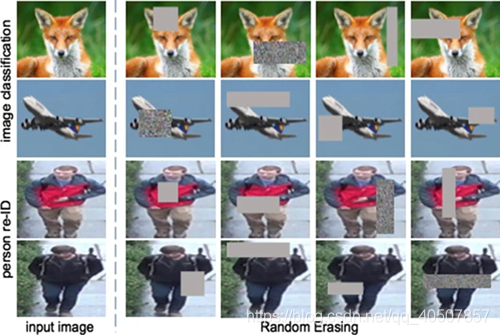 image classification
person re-ID
input image
Random Erasing
https://blog.csdn.net/qq_40507857